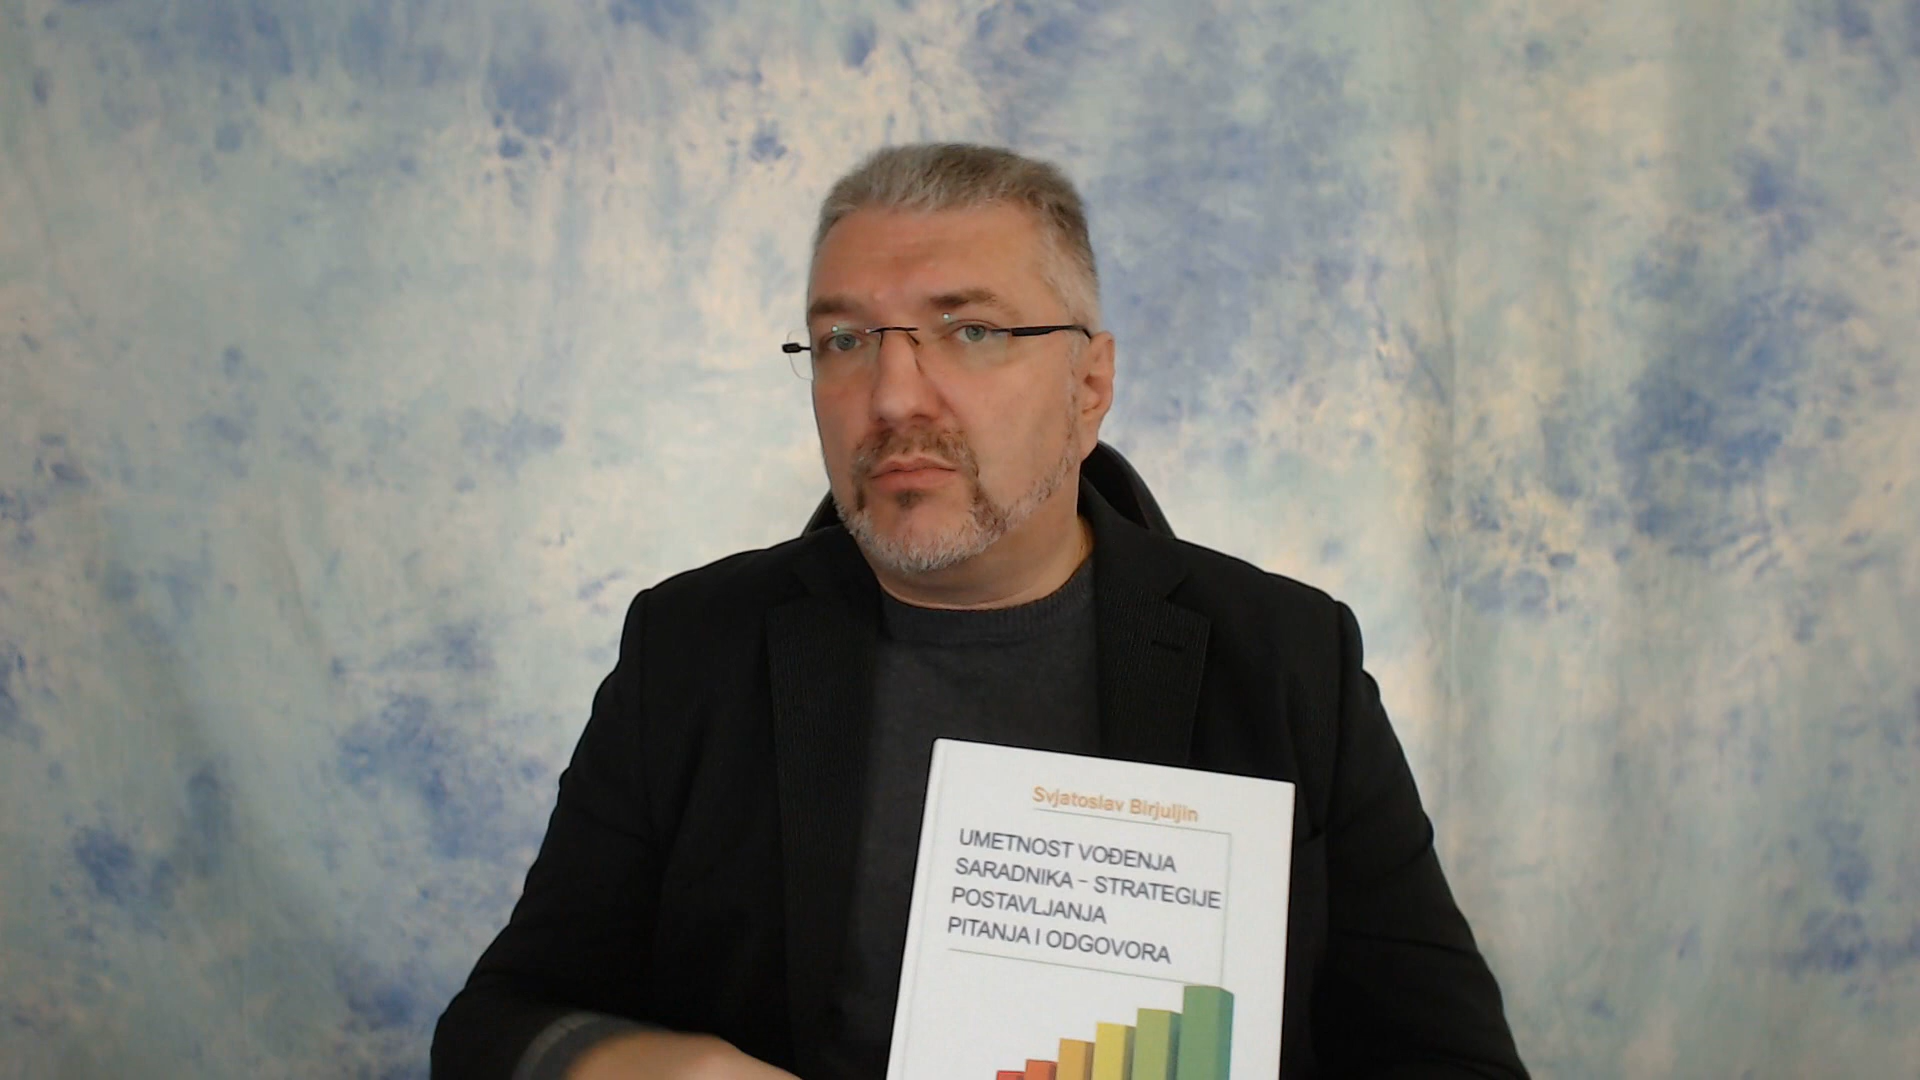 Svjatoslav Birjuljin
UMETNOST VOĐENJA
SARADNIKA – STRATEGIJE
POSTAVLJANJA
PITANJA I ODGOVORA